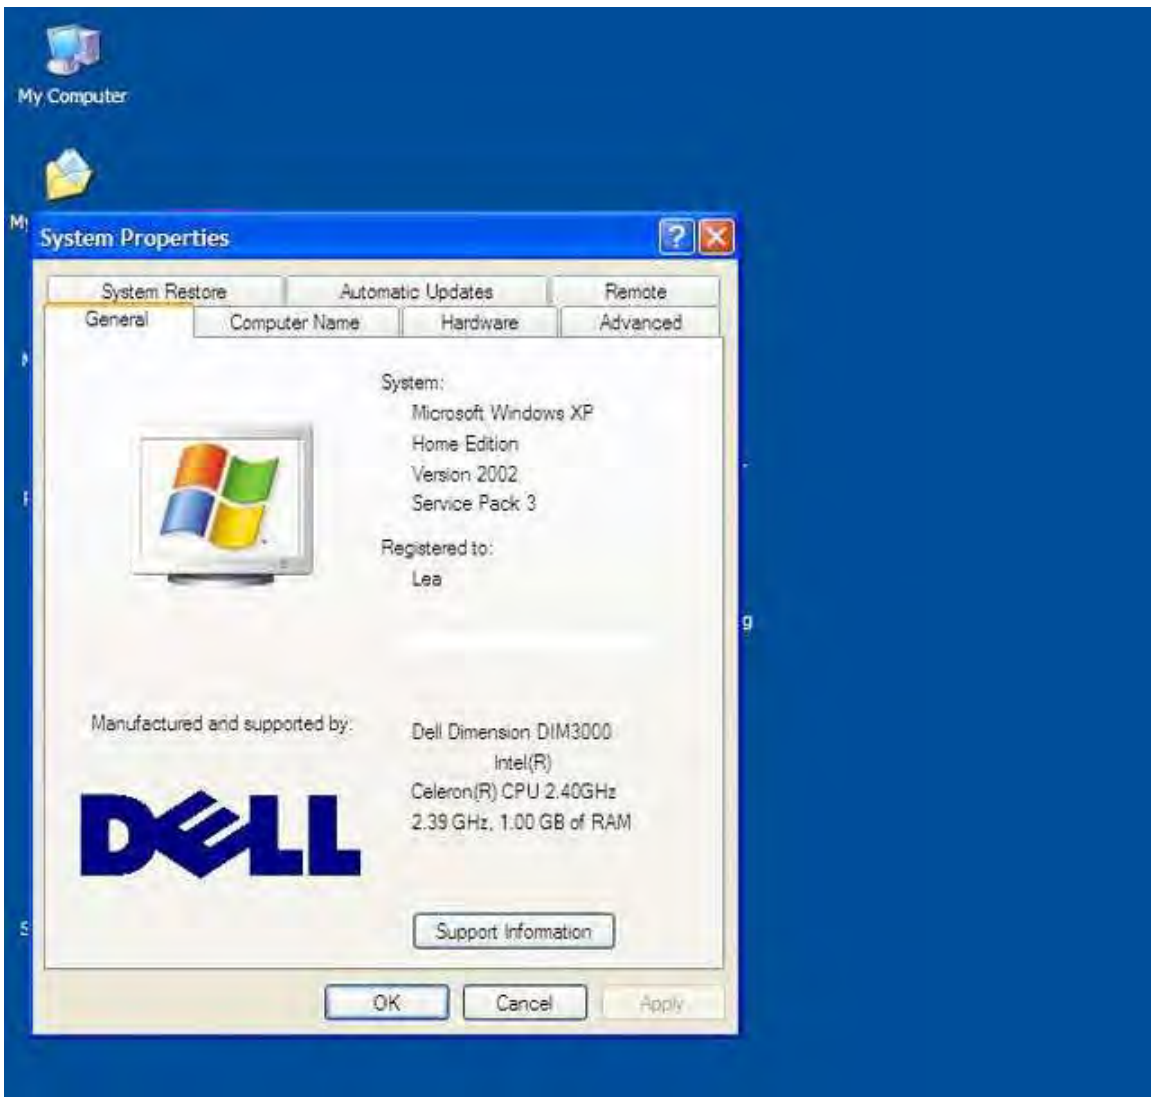 My Computer
My
System Properties
System Restore
Automatic Updates
Remote
General
Computer Name
Hardware
Advanced
System:
Microsoft Windows XP
Home Edition
Version 2002
Service Pack 3
Registered to:
Lea
Manufactured and supported by:
Dell Dimension DIM3000
Intel(R)
Celeron(R) CPU 2.40GHz
2.39 GHz, 1.00 GB of RAM
DELL
g
S
Support Information
OK
Cancel
Apply